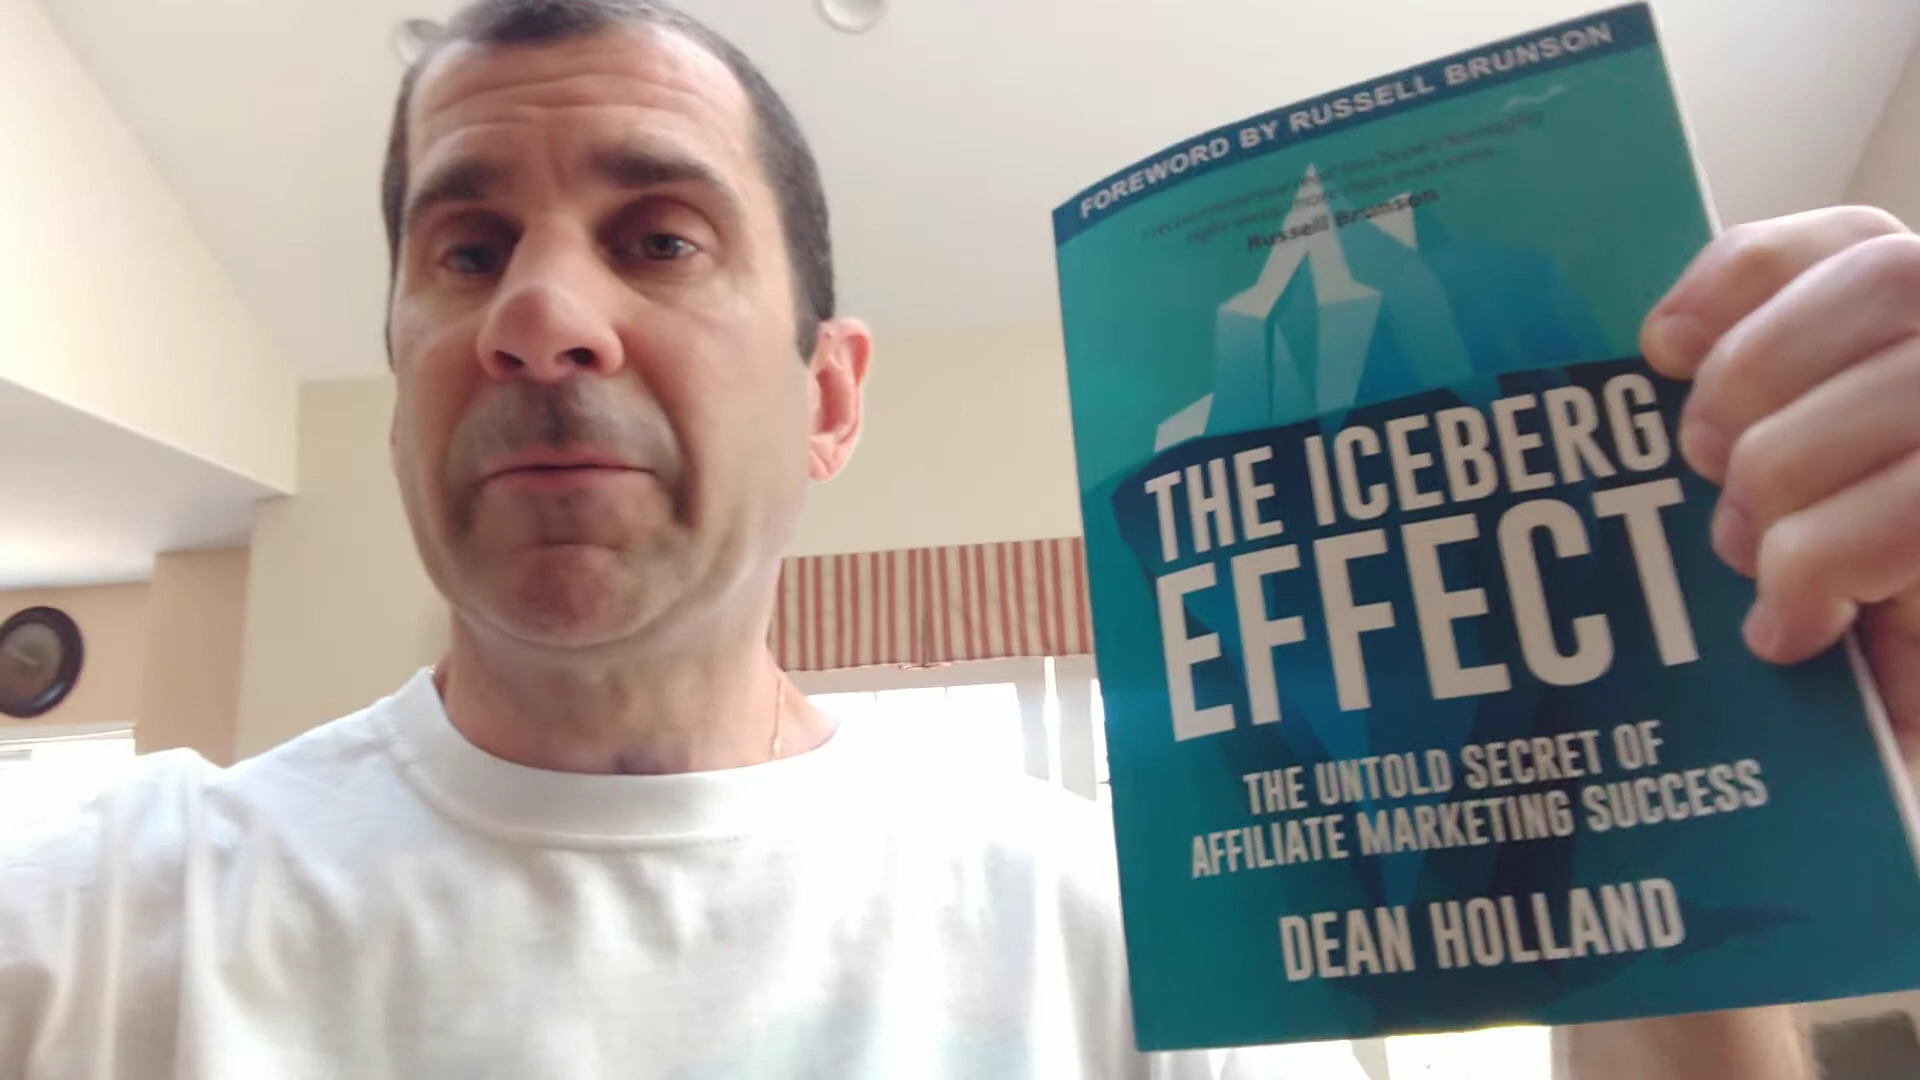 FOREWORD BY RUSSELL BRUNSON
Russell Brunson
THE ICEBERG
EFFECT
THE UNTOLD SECRET OF
AFFILIATE MARKETING SUCCESS
DEAN HOLLAND